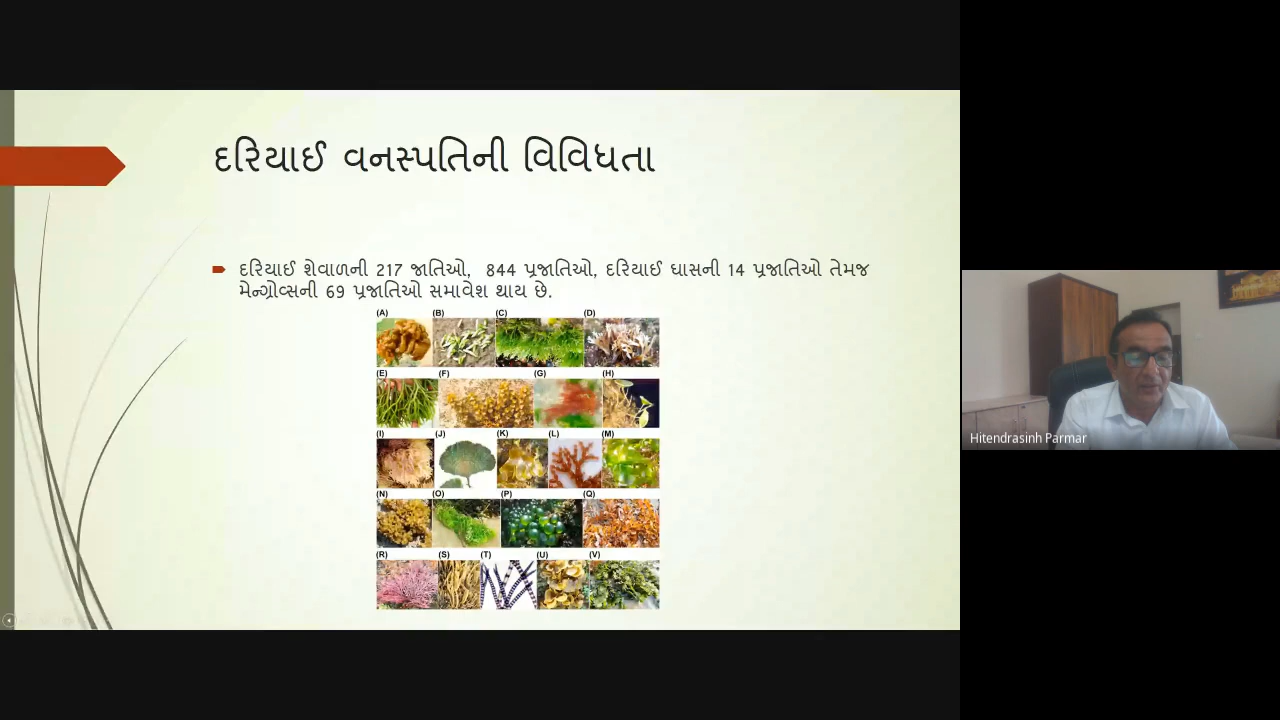 દરિયાઈ વનસ્પતિની વિવિધતા
દરિયાઈ શેવાળની 217 જાતિઓ, 844 પ્રજાતિઓ, દરિયાઈ ઘાસની 14 પ્રજાતિઓ તેમજ
મેન્ગ્રોવ્સની 69 પ્રજાતિઓ સમાવેશ થાય છે.
(A) (B) (C) (D)
(E) (F) (G) (H)
(I) (J) (K) (L) (M)
(N) (O) (P) (Q)
(R) (S) (T) (U) (V)
Hitendrasinh Parmar